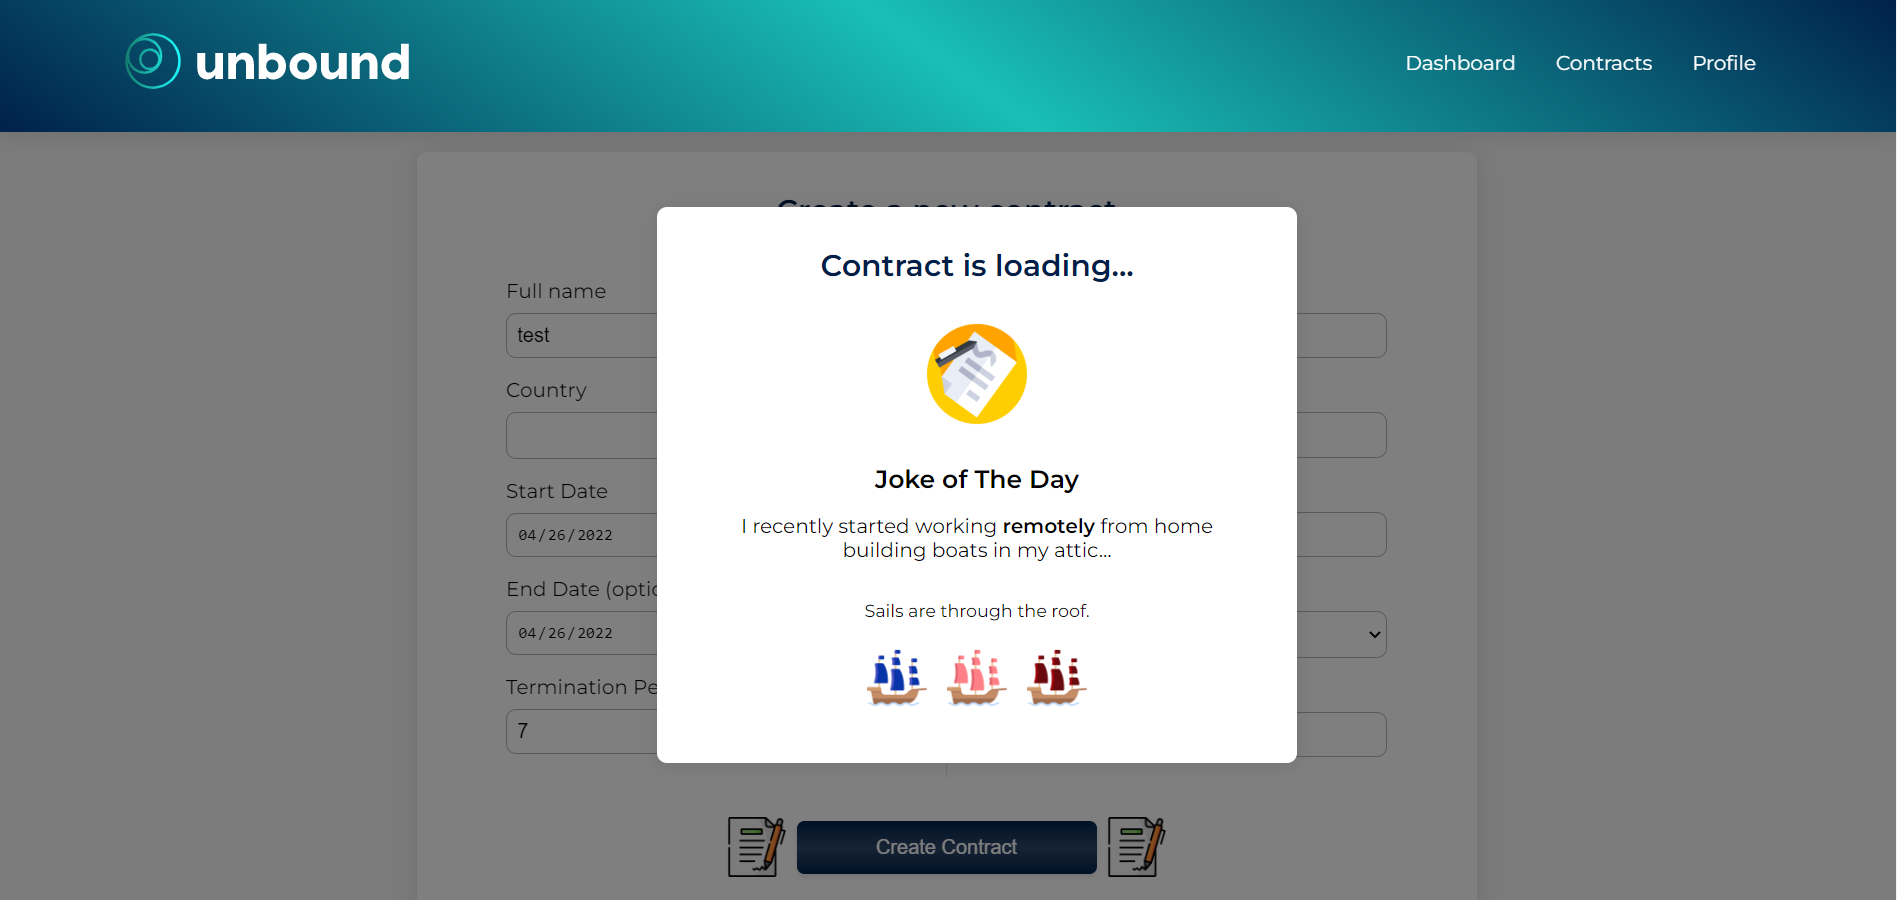 unbound
Dashboard Contracts Profile
Contract is loading...
Joke of The Day
I recently started working remotely from home
building boats in my attic...
Sails are through the roof.
Create a new contract
Full name
test
Country
Start Date
04/26/2022
End Date (optio
04/26/2022
Termination Pe
7
Create Contract